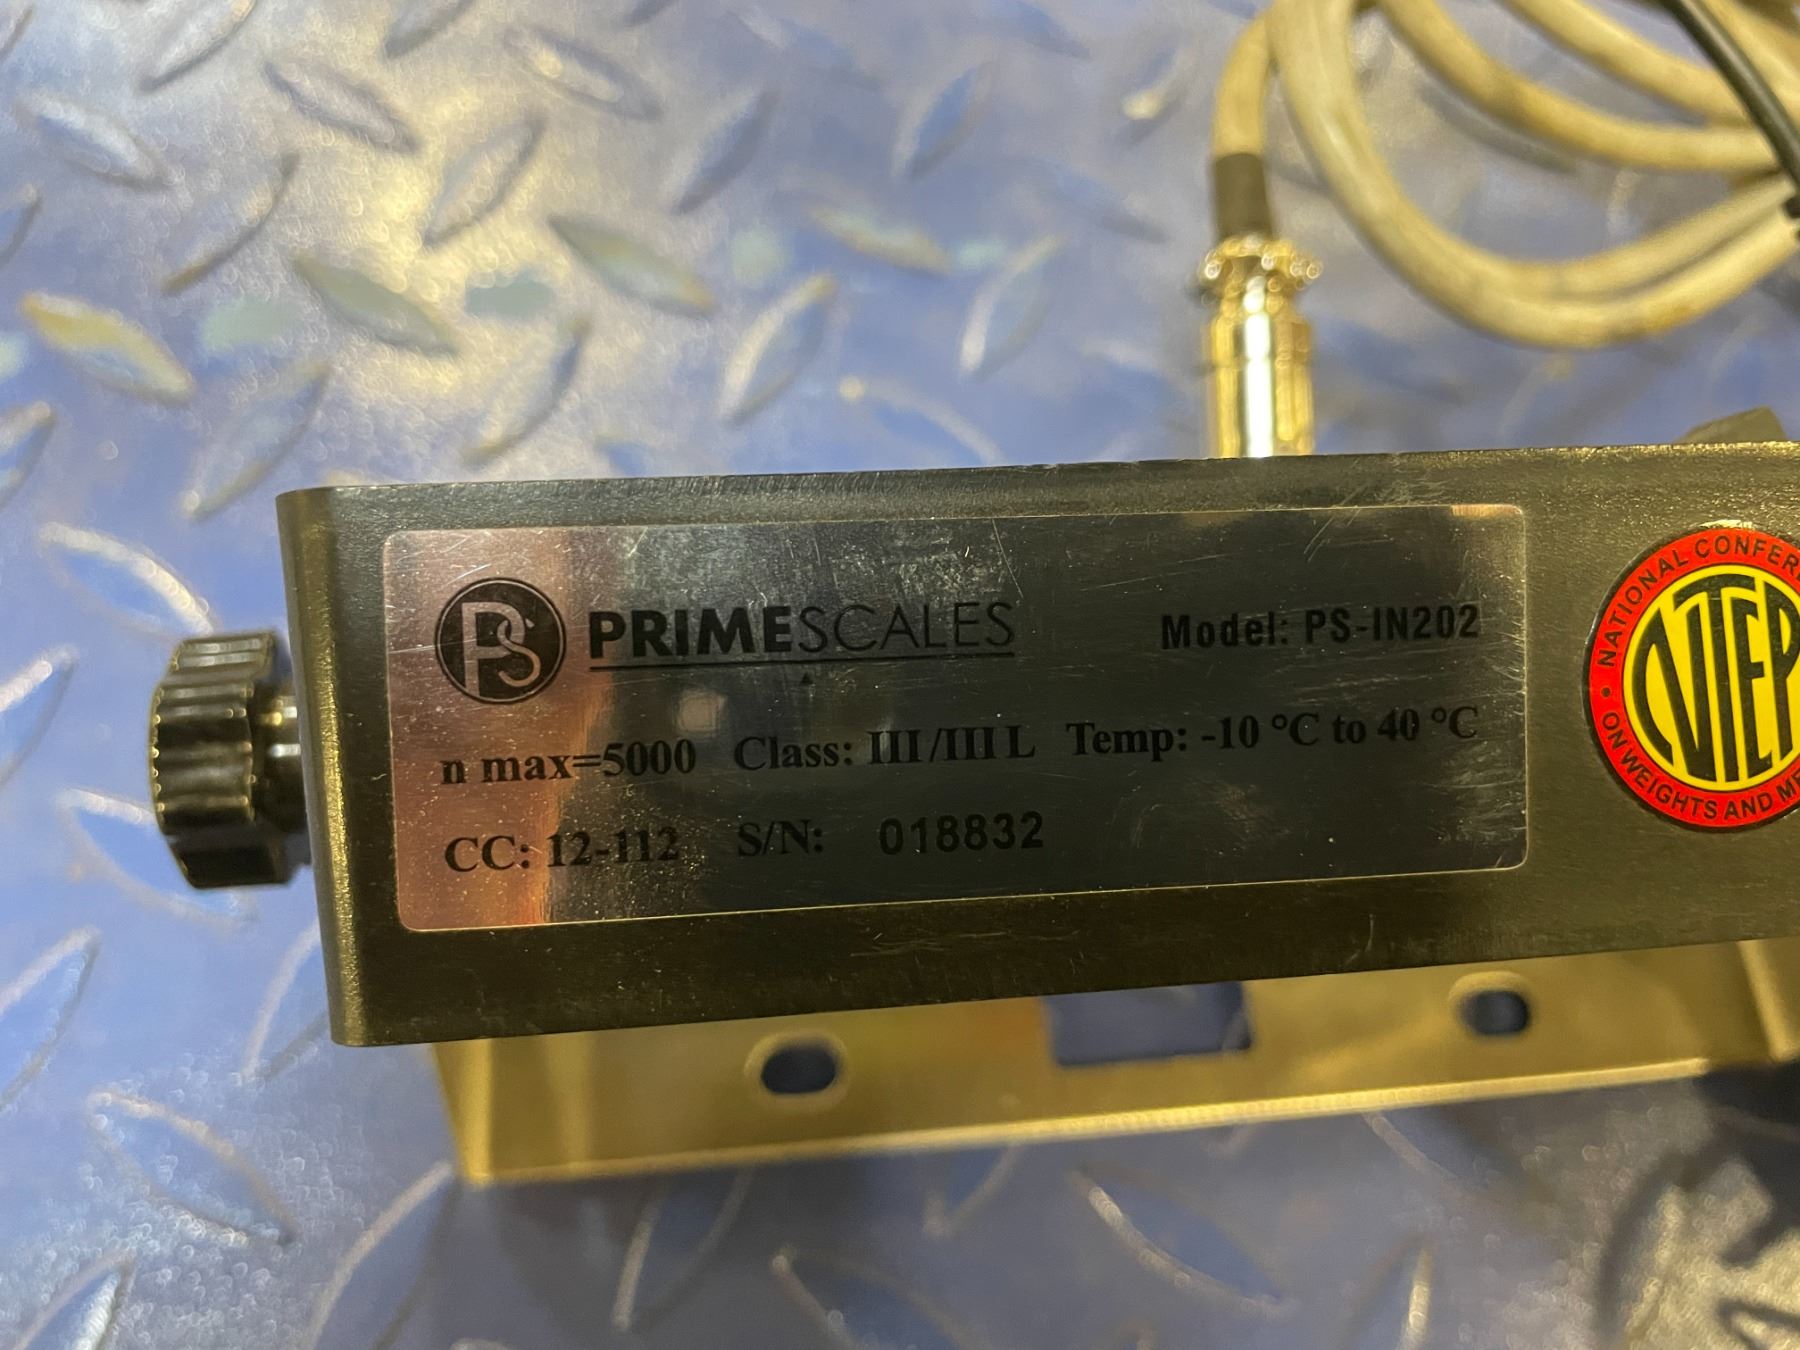 PS PRIMESCALES Model: PS-IN202
n max=5000 Class: III/III L Temp: -10 °C to 40 °C
CC: 12-112 S/N: 018832
NATIONAL CONFER
NTEP
ON WEIGHTS AND ME